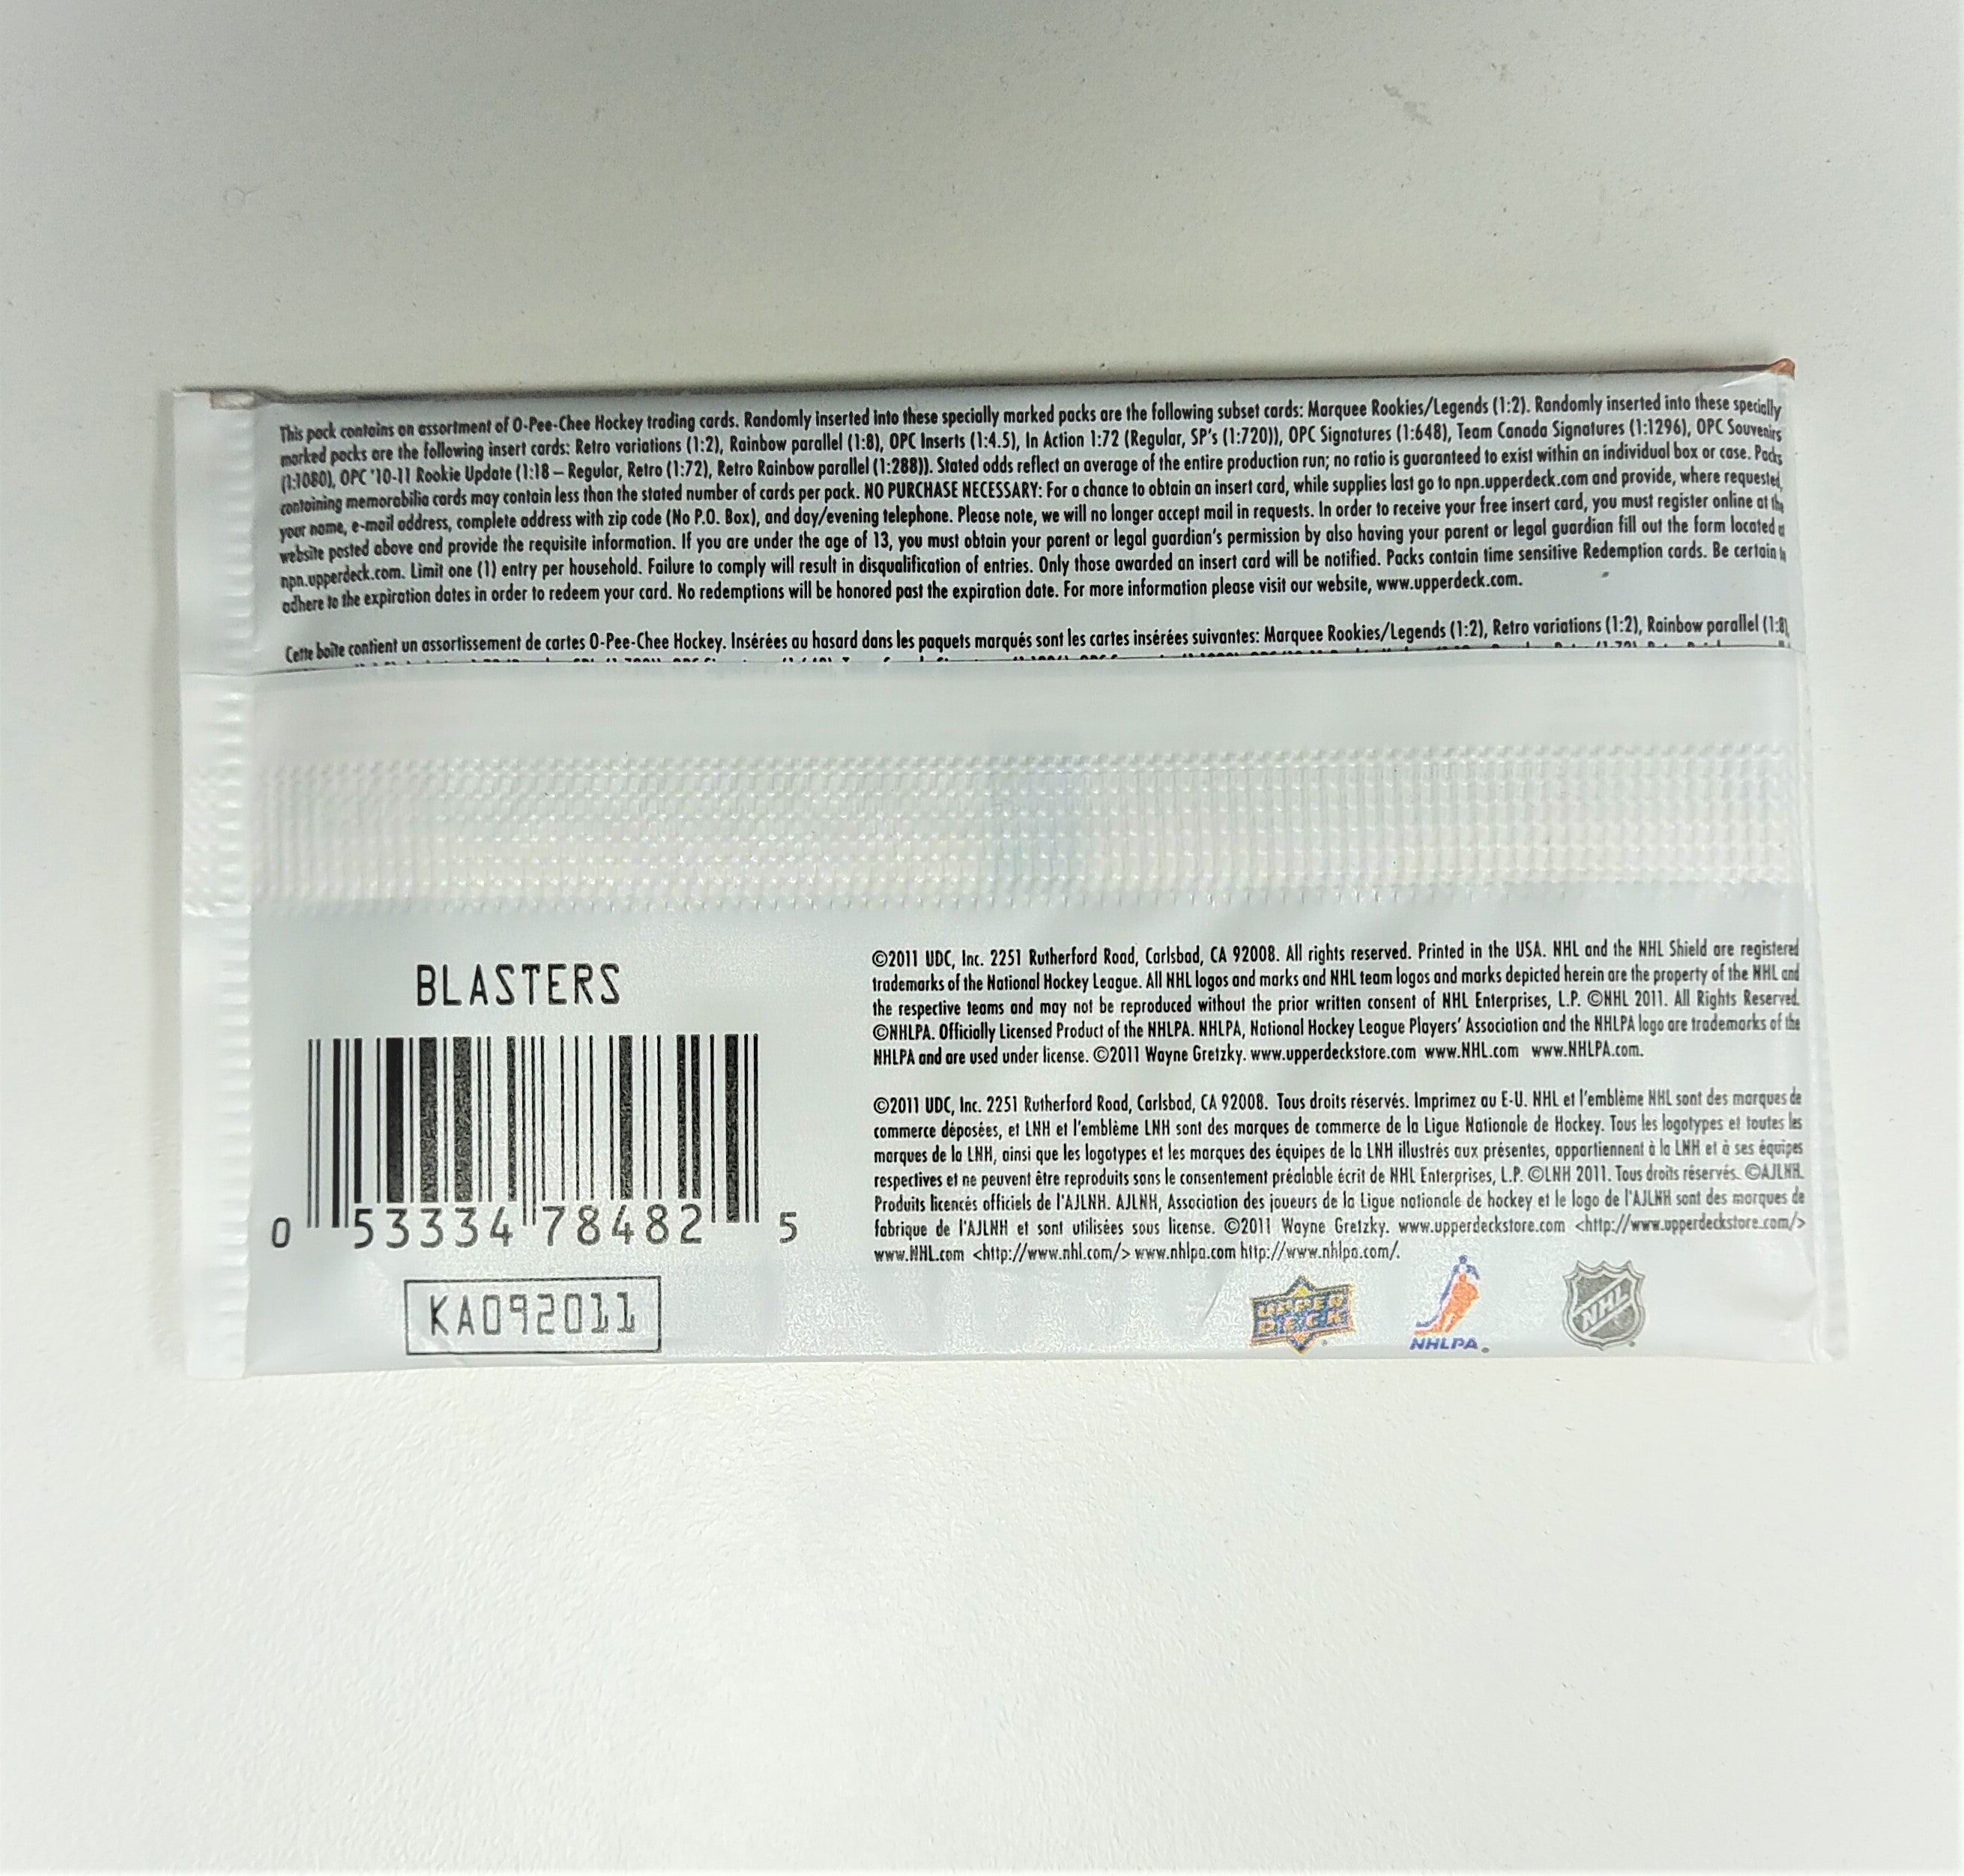 This pack contains an assortment of O-Pee-Chee Hockey trading cards. Randomly inserted into these specially marked packs are the following subset cards: Marquee Rookies/Legends (1:2). Randomly inserted into these specially
marked packs are the following insert cards: Retro variations (1:2), Rainbow parallel (1:8), OPC Inserts (1:4.5), In Action 1:72 (Regular, SP's (1:720)), OPC Signatures (1:648), Team Canada Signatures (1:1296), OPC Souvenirs
(1:1080), OPC '10-11 Rookie Update (1:18 – Regular, Retro (1:72), Retro Rainbow parallel (1:288)). Stated odds reflect an average of the entire production run; no ratio is guaranteed to exist within an individual box or case. Packs
containing memorabilia cards may contain less than the stated number of cards per pack. NO PURCHASE NECESSARY: For a chance to obtain an insert card, while supplies last go to npn.upperdeck.com and provide, where requested,
your name, e-mail address, complete address with zip code (No P.O. Box), and day/evening telephone. Please note, we will no longer accept mail in requests. In order to receive your free insert card, you must register online at the
website posted above and provide the requisite information. If you are under the age of 13, you must obtain your parent or legal guardian's permission by also having your parent or legal guardian fill out the form located
npn.upperdeck.com. Limit one (1) entry per household. Failure to comply will result in disqualification of entries. Only those awarded an insert card will be notified. Packs contain time sensitive Redemption cards. Be certain
adhere to the expiration dates in order to redeem your card. No redemptions will be honored past the expiration date. For more information please visit our website, www.upperdeck.com.
Cette boîte contient un assortissement de cartes O-Pee-Chee Hockey. Insérées au hasard dans les paquets marqués sont les cartes insérées suivantes: Marquee Rookies/Legends (1:2), Retro variations (1:2), Rainbow parallel (1:8),
BLASTERS
0 53334 78482 5
KA092011
©2011 UDC, Inc. 2251 Rutherford Road, Carlsbad, CA 92008. All rights reserved. Printed in the USA. NHL and the NHL Shield are registered
trademarks of the National Hockey League. All NHL logos and marks and NHL team logos and marks depicted herein are the property of the NHL and
the respective teams and may not be reproduced without the prior written consent of NHL Enterprises, L.P. ©NHL 2011. All Rights Reserved.
©NHLPA. Officially Licensed Product of the NHLPA. NHLPA, National Hockey League Players' Association and the NHLPA logo are trademarks of the
NHLPA and are used under license. ©2011 Wayne Gretzky. www.upperdeckstore.com www.NHL.com www.NHLPA.com.
©2011 UDC, Inc. 2251 Rutherford Road, Carlsbad, CA 92008. Tous droits réservés. Imprimez au E-U. NHL et l'emblème NHL sont des marques de
commerce déposées, et LNH et l'emblème LNH sont des marques de commerce de la Ligue Nationale de Hockey. Tous les logotypes et toutes les
marques de la LNH, ainsi que les logotypes et les marques des équipes de la LNH illustrés aux présentes, appartiennent à la LNH et à ses équipes
respectives et ne peuvent être reproduits sans le consentement préalable écrit de NHL Enterprises, L.P. ©LNH 2011. Tous droits réservés. ©AJLNH.
Produits licencés officiels de l'AJLNH. AJLNH, Association des joueurs de la Ligue nationale de hockey et le logo de l'AJLNH sont des marques de
fabrique de l'AJLNH et sont utilisées sous license. ©2011 Wayne Gretzky. www.upperdeckstore.com <http://www.upperdeckstore.com/>
www.NHL.com <http://www.nhl.com/> www.nhlpa.com http://www.nhlpa.com/.
UPPER DECK
NHLPA
NHL